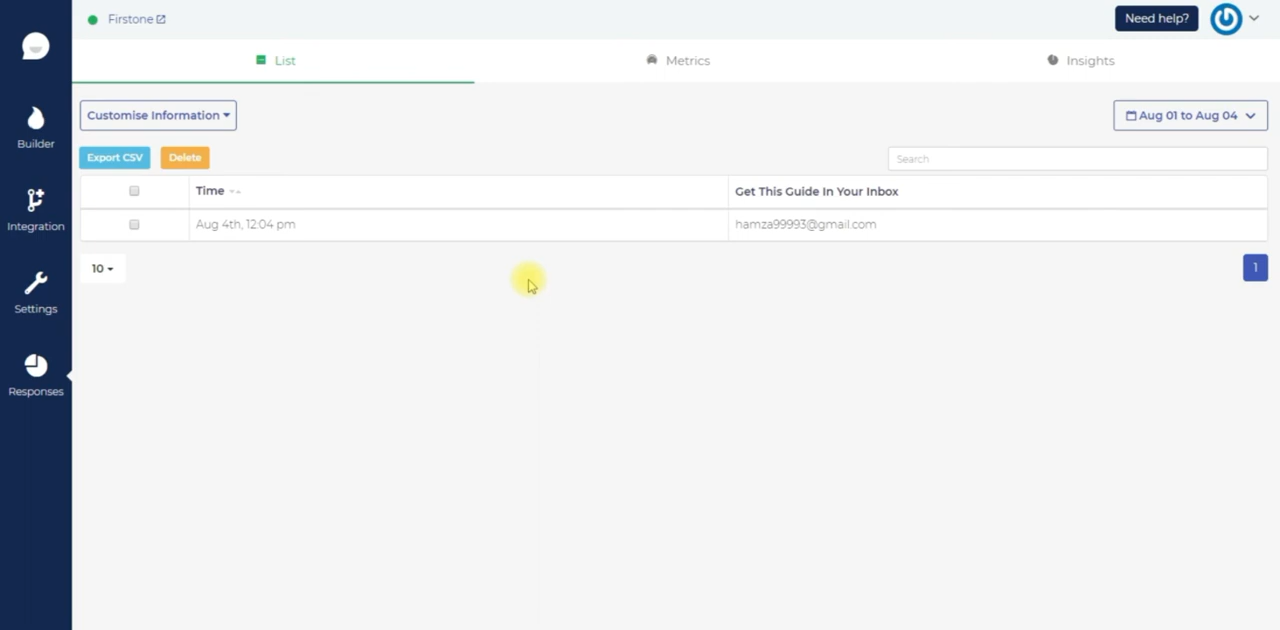 Firstone
Need help?
List
Metrics
Insights
Builder
Integration
Settings
Responses
Customise Information
Aug 01 to Aug 04
Export CSV
Delete
Search
Time
Get This Guide In Your Inbox
Aug 4th, 12:04 pm
hamza99993@gmail.com
10
1